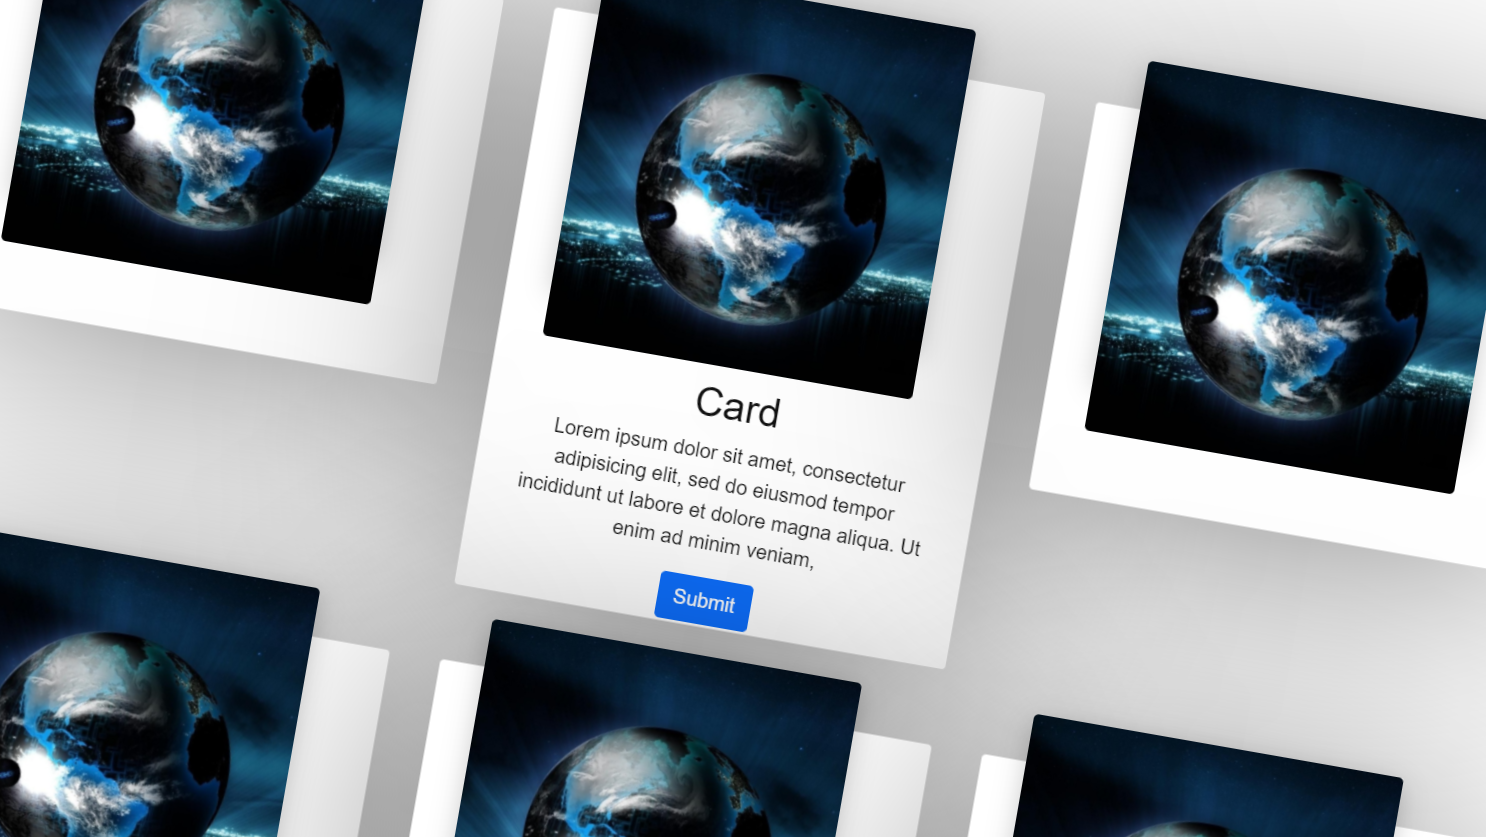 Card
Lorem ipsum dolor sit amet, consectetur
adipisicing elit, sed do eiusmod tempor
incididunt ut labore et dolore magna aliqua. Ut
enim ad minim veniam,
Submit